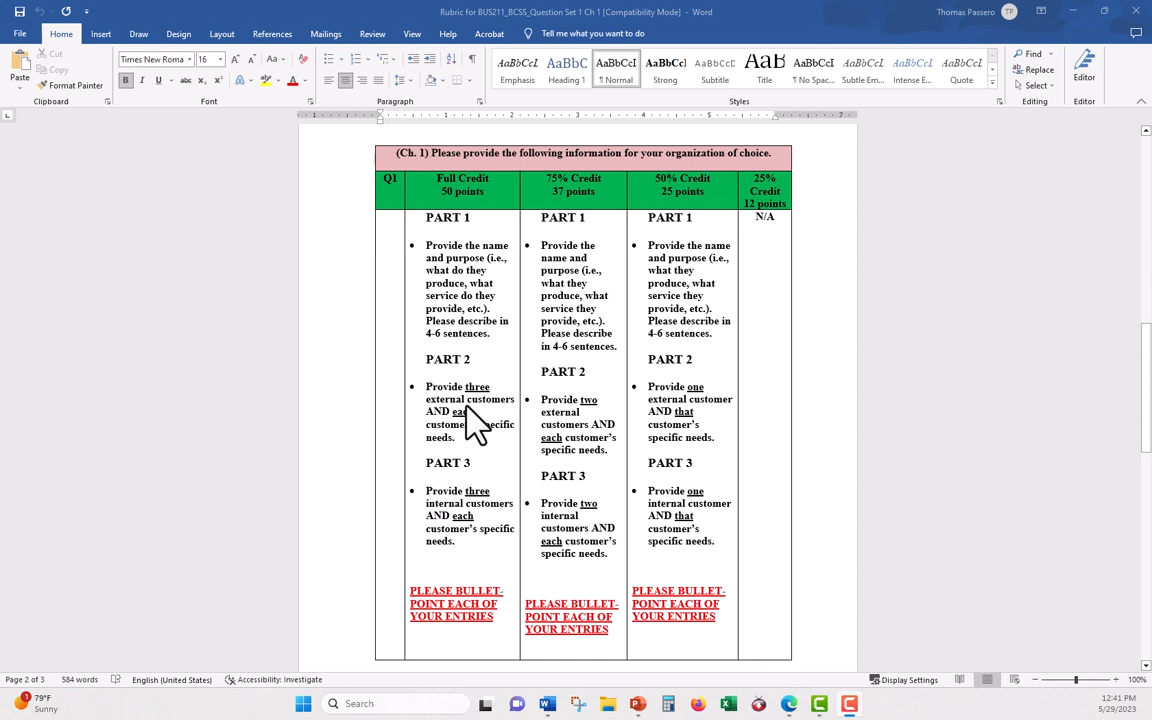 Rubric for BUS211_BCSS_Question Set 1 Ch 1 [Compatibility Mode] - Word
Thomas Passero
TP
File Home Insert Draw Design Layout References Mailings Review View Help Acrobat Tell me what you want to do
Paste
Cut
Copy
Format Painter
Clipboard
Times New Roma
16
Font
Paragraph
AaBbCcI Emphasis
AaBbC Heading 1
AaBbCcI ¶ Normal
AaBbCcl Strong
AaBbCcD Subtitle
AaB Title
AaBbCcI ¶ No Spac...
AaBbCcI Subtle Em...
AaBbCcI Intense E...
AaBbCcI Quote
Styles
Find
Replace
Select
Editing
Editor
Editor
1 1 2 3 4 5 7
(Ch. 1) Please provide the following information for your organization of choice.
Q1
Full Credit
50 points
75% Credit
37 points
50% Credit
25 points
25%
Credit
12 points
PART 1
Provide the name
and purpose (i.e.,
what do they
produce, what
service do they
provide, etc.).
Please describe in
4-6 sentences.
PART 2
Provide three
external customers
AND
needs.
PART 3
Provide three
internal customers
AND each
customer's specific
needs.
PLEASE BULLET-
POINT EACH OF
YOUR ENTRIES
PART 1
Provide the
name and
purpose (i.e.,
what they
produce, what
service they
provide, etc.).
Please describe
in 4-6 sentences.
PART 2
Provide two
external
customers AND
each customer's
specific needs.
PART 3
Provide two
internal
customers AND
each customer's
specific needs.
PLEASE BULLET-
POINT EACH OF
YOUR ENTRIES
PART 1
Provide the name
and purpose (i.e.,
what they
produce, what
service they
provide, etc.).
Please describe in
4-6 sentences.
PART 2
Provide one
external customer
AND that
customer's
specific needs.
PART 3
Provide one
internal customer
AND that
customer's
specific needs.
PLEASE BULLET-
POINT EACH OF
YOUR ENTRIES
N/A
Page 2 of 3 584 words English (United States) Accessibility: Investigate
Display Settings
100%
79°F
Sunny
1
Search
12:41 PM
5/29/2023